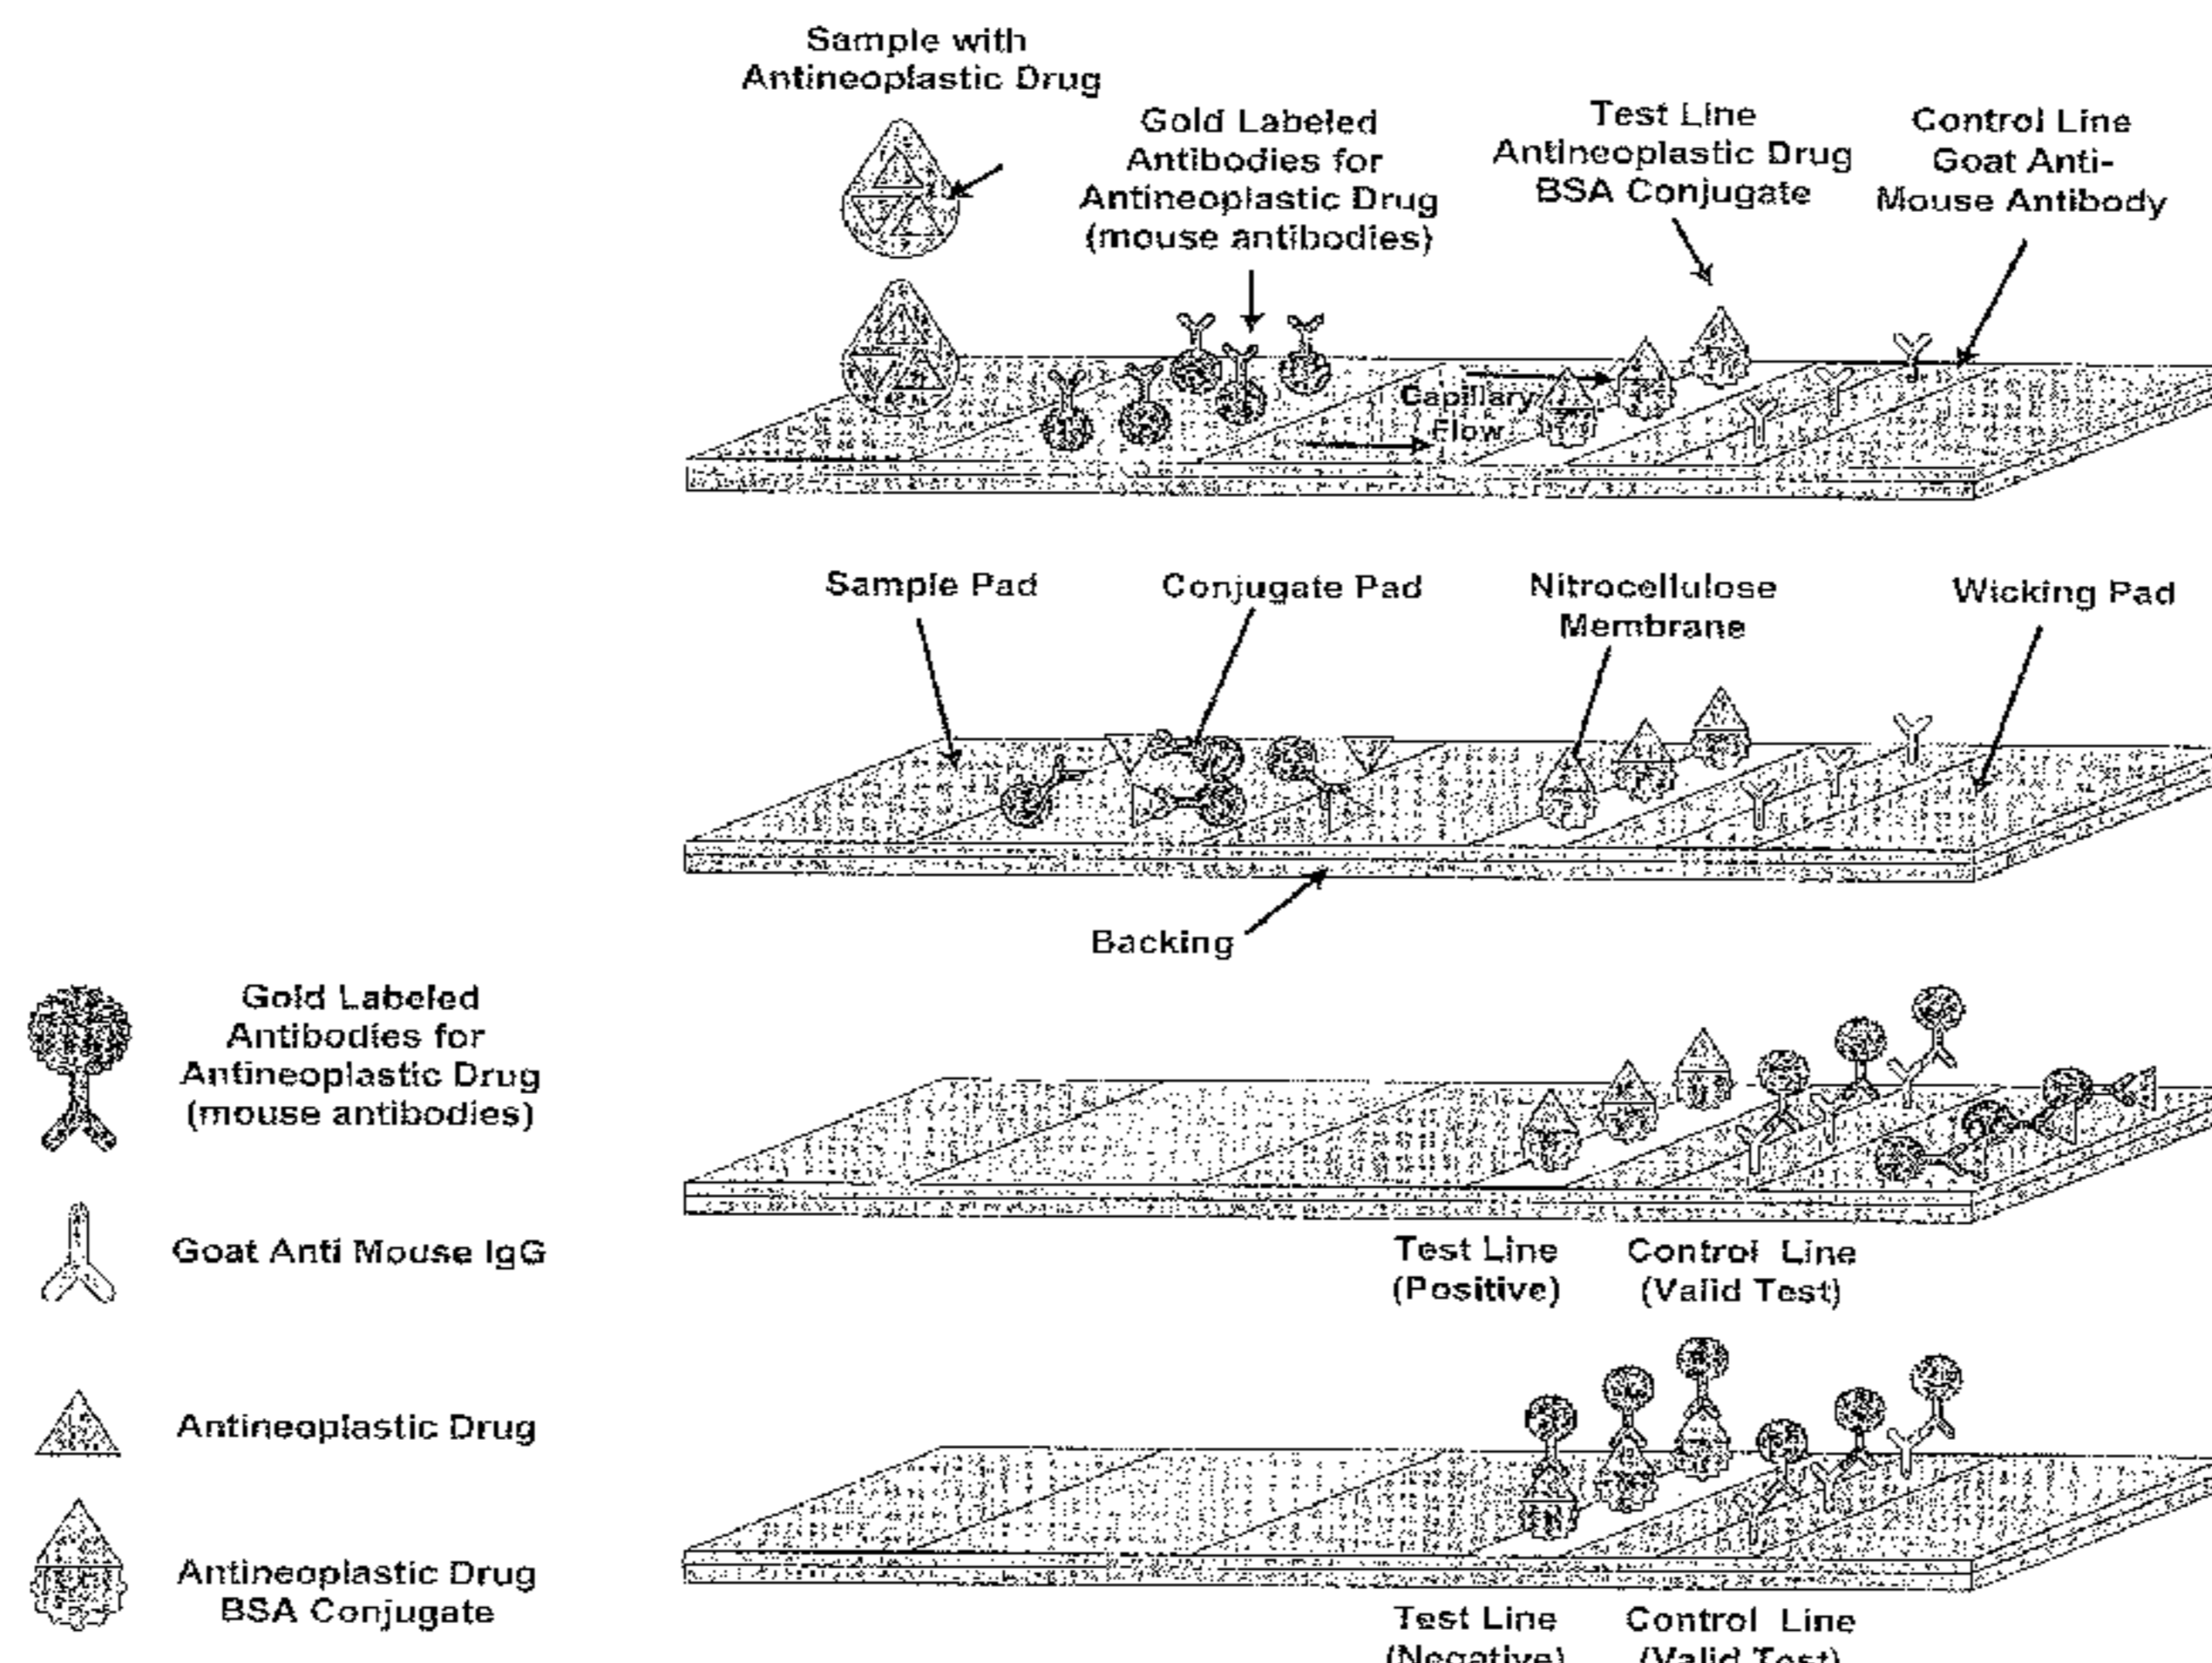 Sample with
Antineoplastic Drug
Gold Labeled
Antibodies for
Antineoplastic Drug
(mouse antibodies)
Test Line
Antineoplastic Drug
BSA Conjugate
Control Line
Goat Anti-
Mouse Antibody
Capillary
Flow
Sample Pad
Conjugate Pad
Nitrocellulose
Membrane
Wicking Pad
Backing
Gold Labeled
Antibodies for
Antineoplastic Drug
(mouse antibodies)
Goat Anti Mouse IgG
Antineoplastic Drug
Antineoplastic Drug
BSA Conjugate
Test Line
(Positive)
Control Line
(Valid Test)
Test Line
(Negative)
Control Line
(Valid Test)